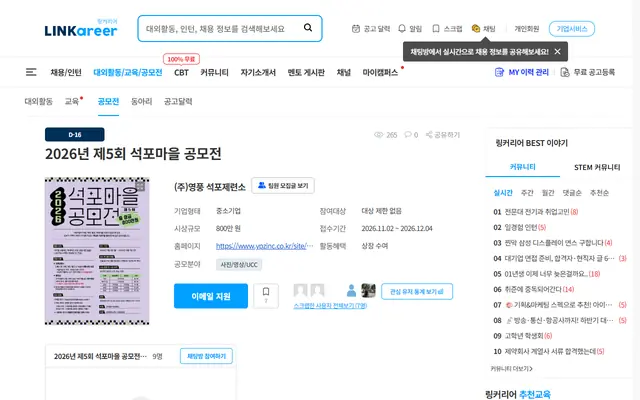 링커리어
LINKareer
대외활동, 인턴, 채용 정보를 검색해보세요
공고 달력
알림
스크랩
채팅
개인회원
기업서비스
채팅방에서 실시간으로 채용 정보를 공유해보세요!
100% 무료
채용/인턴
대외활동/교육/공모전
CBT
커뮤니티
자기소개서
멘토 게시판
채널
마이캠퍼스
MY 이력 관리
무료 공고등록
대외활동
교육
공모전
동아리
공고달력
D-16
265
0
공유하기
2026년 제5회 석포마을 공모전
2026
석포마을
공모전
(주)영풍 석포제련소
팀원 모집글 보기
기업형태
중소기업
참여대상
대상 제한 없음
시상규모
800만 원
접수기간
2026.11.02 ~ 2026.12.04
홈페이지
https://www.ypzinc.co.kr/site/…
활동혜택
상장 수여
공모분야
사진/영상/UCC
이메일 지원
관심 유저 통계 보기
스크랩한 사용자 전체보기 (7명)
2026년 제5회 석포마을 공모전…
9명
채팅방 참여하기
링커리어 BEST 이야기
커뮤니티
STEM 커뮤니티
실시간
주간
월간
댓글순
추천순
01 전문대 전기과 취업고민 (8)
02 일경험 인턴 (5)
03 퀀막 삼성 디스플레이 연스 구합니다 (4)
04 대기업 면접 준비, 합격자·현직자 글 6… (3)
05 01년생 이제 너무 늦은걸까요.. (18)
06 취준에 중독되어간다 (14)
07 기획&마케팅 스펙으로 추천! 아이… (5)
08 방송·통신·항공사까지! 하반기 대… (5)
09 고학년 학생회 (6)
10 제약회사 계열사 서류 합격했는데 (5)
커뮤니티 더보기
링커리어 추천교육